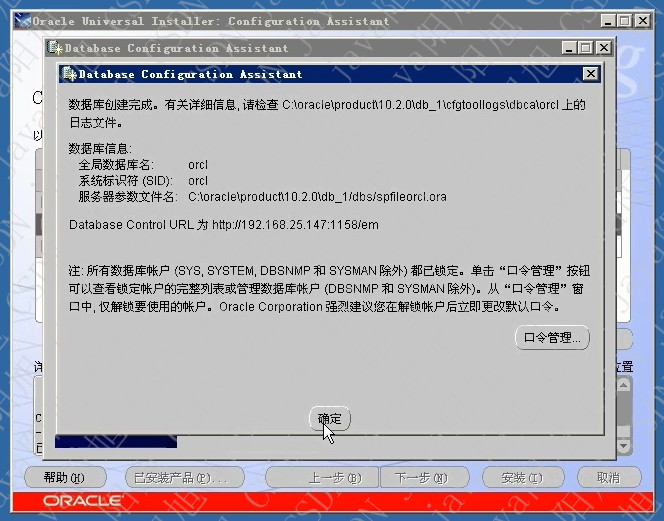 Oracle Universal Installer: Configuration Assistant
Database Configuration Assistant
Database Configuration Assistant
数据库创建完成。有关详细信息, 请检查 C:\oracle\product\10.2.0\db_1\cfgtoollogs\dbca\orcl 上的
日志文件。
数据库信息:
全局数据库名: orcl
系统标识符 (SID): orcl
服务器参数文件名: C:\oracle\product\10.2.0\db_1/dbs/spfileorcl.ora
Database Control URL 为 http://192.168.25.147:1158/em
注: 所有数据库帐户 (SYS, SYSTEM, DBSNMP 和 SYSMAN 除外) 都已锁定。单击“口令管理”按钮
可以查看锁定帐户的完整列表或管理数据库帐户 (DBSNMP 和 SYSMAN 除外)。从“口令管理”窗
口中, 仅解锁要使用的帐户。Oracle Corporation 强烈建议您在解锁帐户后立即更改默认口令。
口令管理...
确定
帮助(H) 已安装产品(P)... 上一步(B) 下一步(N) 安装(I) 取消
ORACLE